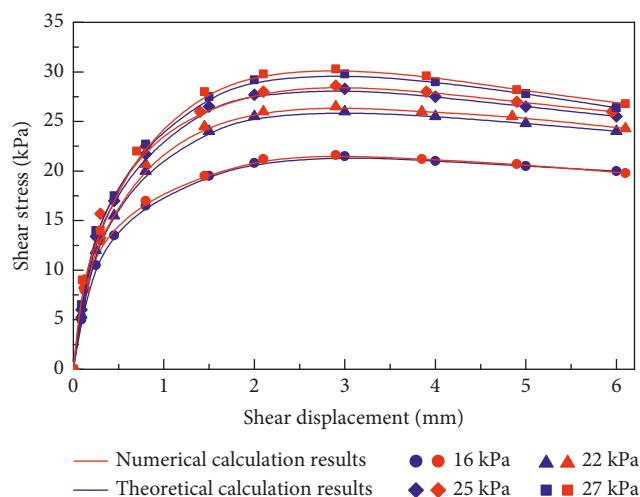 35
30
25
20
15
10
5
0
Shear stress (kPa)
0 1 2 3 4 5 6
Shear displacement (mm)
Numerical calculation results 16 kPa 22 kPa
Theoretical calculation results 25 kPa 27 kPa